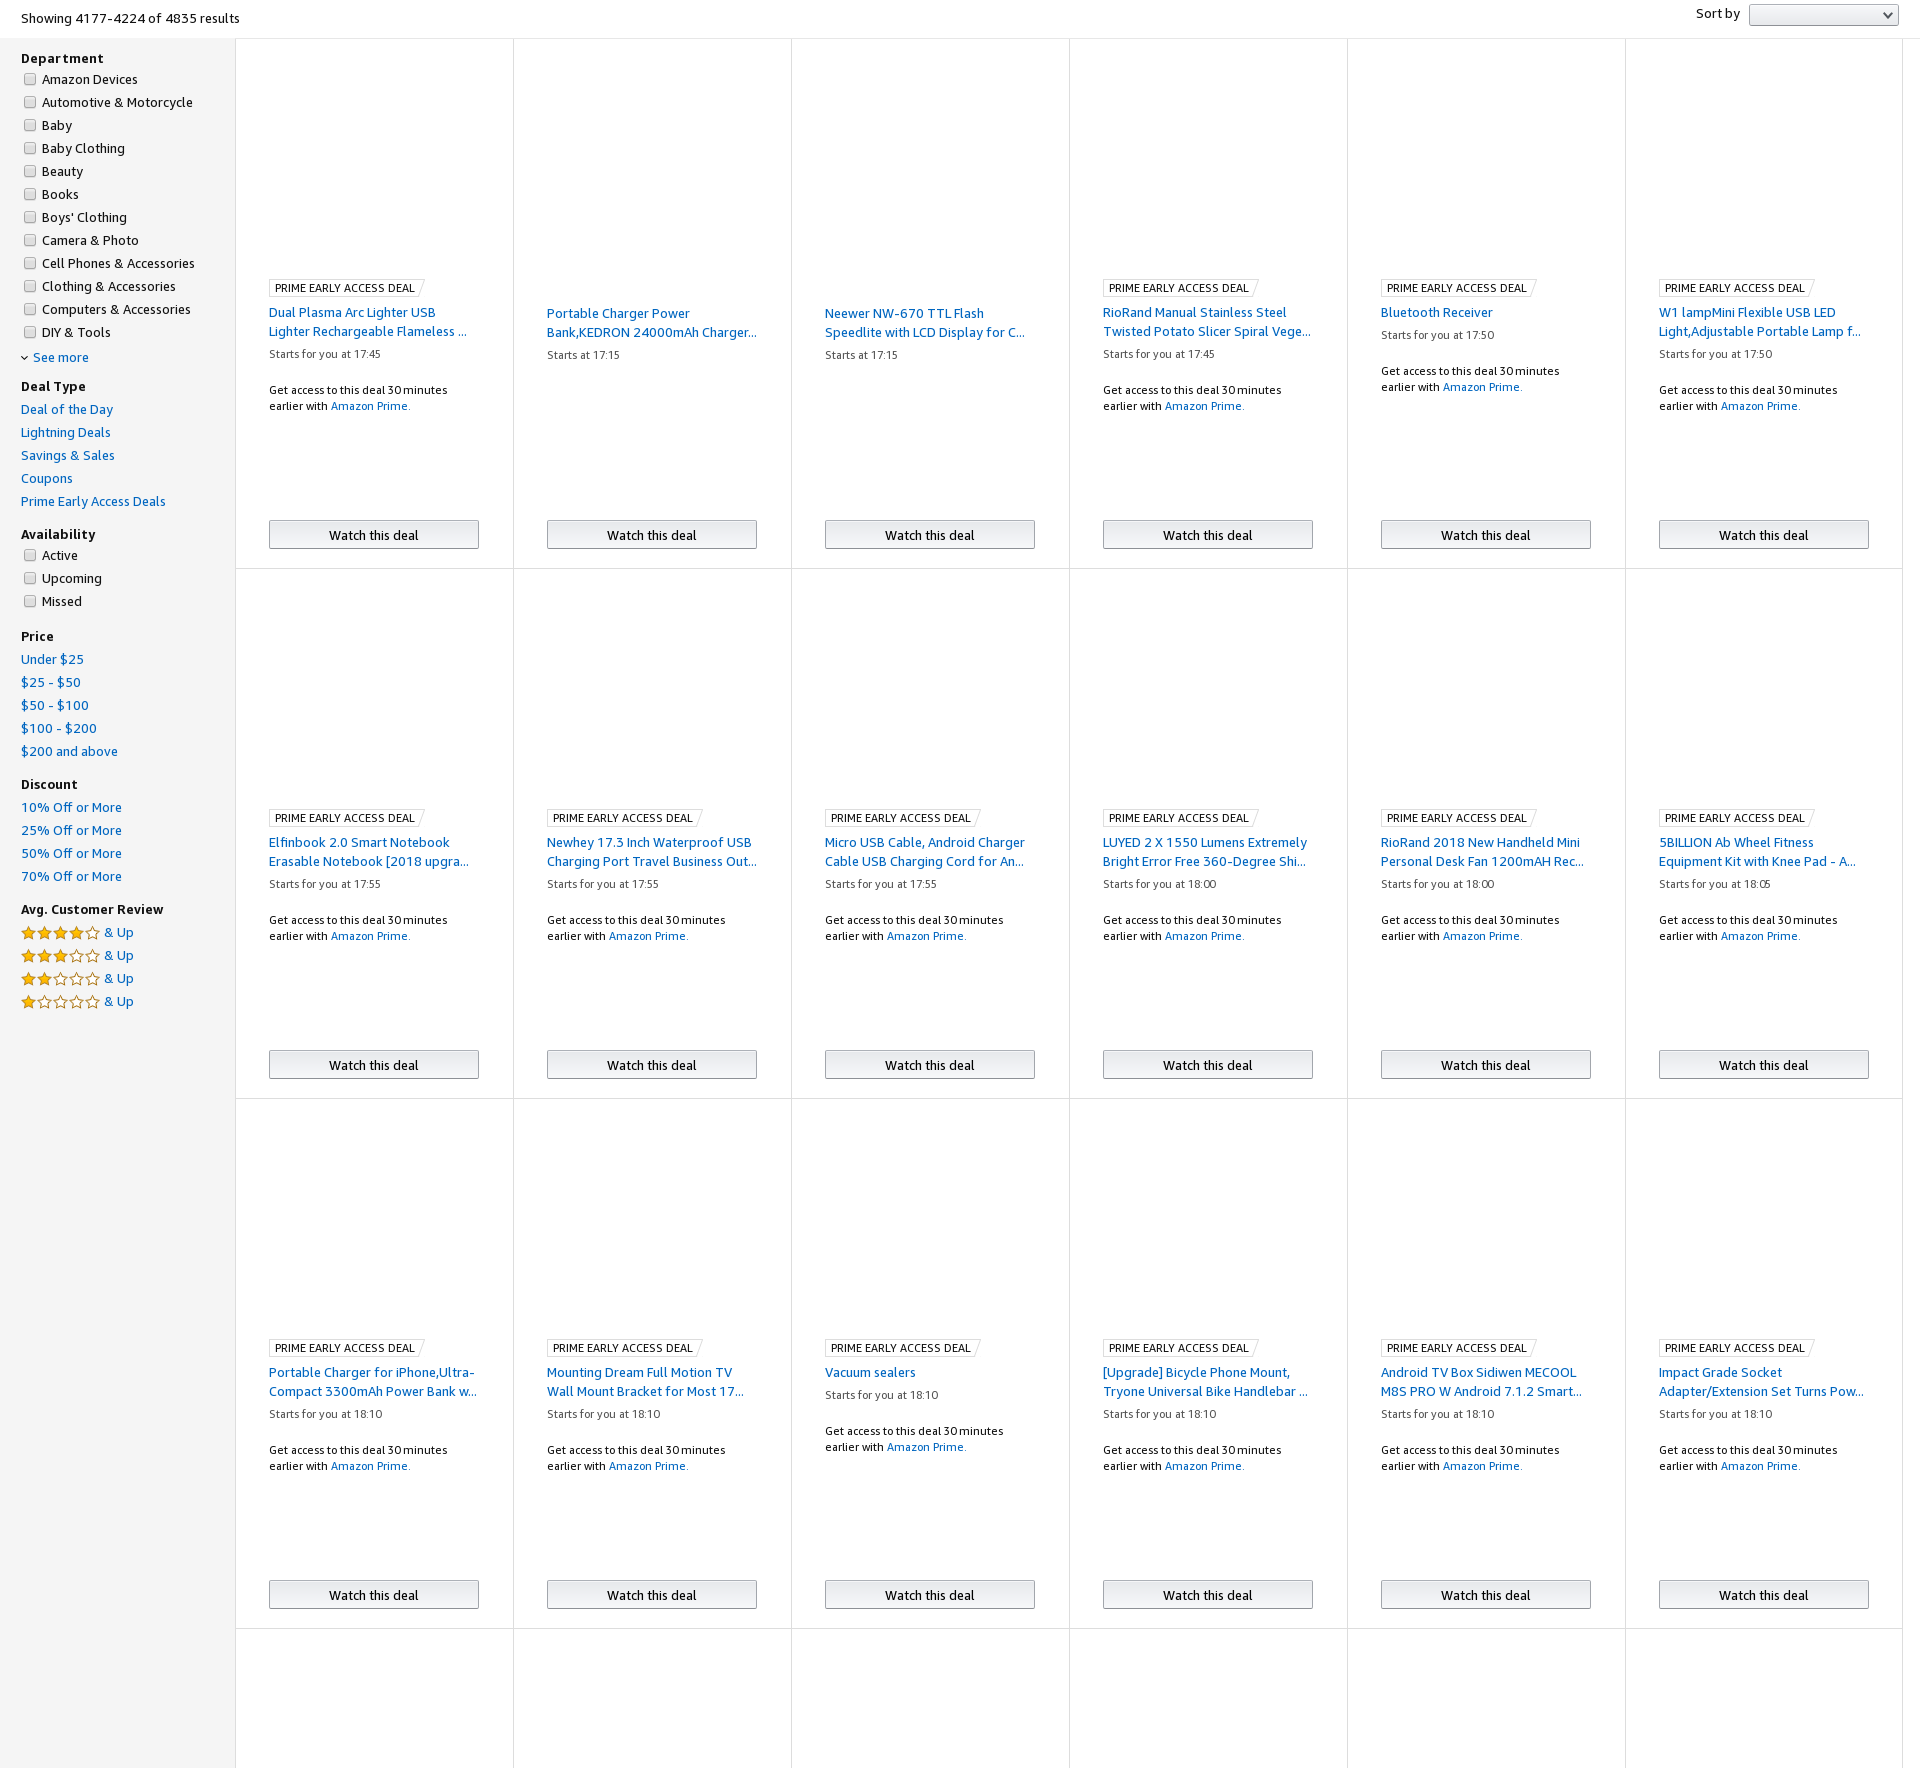 Showing 4177-4224 of 4835 results
Sort by
Department
Amazon Devices
Automotive & Motorcycle
Baby
Baby Clothing
Beauty
Books
Boys' Clothing
Camera & Photo
Cell Phones & Accessories
Clothing & Accessories
Computers & Accessories
DIY & Tools
See more
Deal Type
Deal of the Day
Lightning Deals
Savings & Sales
Coupons
Prime Early Access Deals
Availability
Active
Upcoming
Missed
Price
Under $25
$25 - $50
$50 - $100
$100 - $200
$200 and above
Discount
10% Off or More
25% Off or More
50% Off or More
70% Off or More
Avg. Customer Review
& Up
& Up
& Up
& Up
PRIME EARLY ACCESS DEAL
Dual Plasma Arc Lighter USB
Lighter Rechargeable Flameless ...
Starts for you at 17:45
Get access to this deal 30 minutes
earlier with Amazon Prime.
Watch this deal
Portable Charger Power
Bank,KEDRON 24000mAh Charger...
Starts at 17:15
Watch this deal
Neewer NW-670 TTL Flash
Speedlite with LCD Display for C...
Starts at 17:15
Watch this deal
PRIME EARLY ACCESS DEAL
RioRand Manual Stainless Steel
Twisted Potato Slicer Spiral Vege...
Starts for you at 17:45
Get access to this deal 30 minutes
earlier with Amazon Prime.
Watch this deal
PRIME EARLY ACCESS DEAL
Bluetooth Receiver
Starts for you at 17:50
Get access to this deal 30 minutes
earlier with Amazon Prime.
Watch this deal
PRIME EARLY ACCESS DEAL
W1 lampMini Flexible USB LED
Light,Adjustable Portable Lamp f...
Starts for you at 17:50
Get access to this deal 30 minutes
earlier with Amazon Prime.
Watch this deal
PRIME EARLY ACCESS DEAL
Elfinbook 2.0 Smart Notebook
Erasable Notebook [2018 upgra...
Starts for you at 17:55
Get access to this deal 30 minutes
earlier with Amazon Prime.
Watch this deal
PRIME EARLY ACCESS DEAL
Newhey 17.3 Inch Waterproof USB
Charging Port Travel Business Out...
Starts for you at 17:55
Get access to this deal 30 minutes
earlier with Amazon Prime.
Watch this deal
PRIME EARLY ACCESS DEAL
Micro USB Cable, Android Charger
Cable USB Charging Cord for An...
Starts for you at 17:55
Get access to this deal 30 minutes
earlier with Amazon Prime.
Watch this deal
PRIME EARLY ACCESS DEAL
LUYED 2 X 1550 Lumens Extremely
Bright Error Free 360-Degree Shi...
Starts for you at 18:00
Get access to this deal 30 minutes
earlier with Amazon Prime.
Watch this deal
PRIME EARLY ACCESS DEAL
RioRand 2018 New Handheld Mini
Personal Desk Fan 1200mAH Rec...
Starts for you at 18:00
Get access to this deal 30 minutes
earlier with Amazon Prime.
Watch this deal
PRIME EARLY ACCESS DEAL
5BILLION Ab Wheel Fitness
Equipment Kit with Knee Pad - A...
Starts for you at 18:05
Get access to this deal 30 minutes
earlier with Amazon Prime.
Watch this deal
PRIME EARLY ACCESS DEAL
Portable Charger for iPhone,Ultra-
Compact 3300mAh Power Bank w...
Starts for you at 18:10
Get access to this deal 30 minutes
earlier with Amazon Prime.
Watch this deal
PRIME EARLY ACCESS DEAL
Mounting Dream Full Motion TV
Wall Mount Bracket for Most 17...
Starts for you at 18:10
Get access to this deal 30 minutes
earlier with Amazon Prime.
Watch this deal
PRIME EARLY ACCESS DEAL
Vacuum sealers
Starts for you at 18:10
Get access to this deal 30 minutes
earlier with Amazon Prime.
Watch this deal
PRIME EARLY ACCESS DEAL
[Upgrade] Bicycle Phone Mount,
Tryone Universal Bike Handlebar ...
Starts for you at 18:10
Get access to this deal 30 minutes
earlier with Amazon Prime.
Watch this deal
PRIME EARLY ACCESS DEAL
Android TV Box Sidiwen MECOOL
M8S PRO W Android 7.1.2 Smart...
Starts for you at 18:10
Get access to this deal 30 minutes
earlier with Amazon Prime.
Watch this deal
PRIME EARLY ACCESS DEAL
Impact Grade Socket
Adapter/Extension Set Turns Pow...
Starts for you at 18:10
Get access to this deal 30 minutes
earlier with Amazon Prime.
Watch this deal